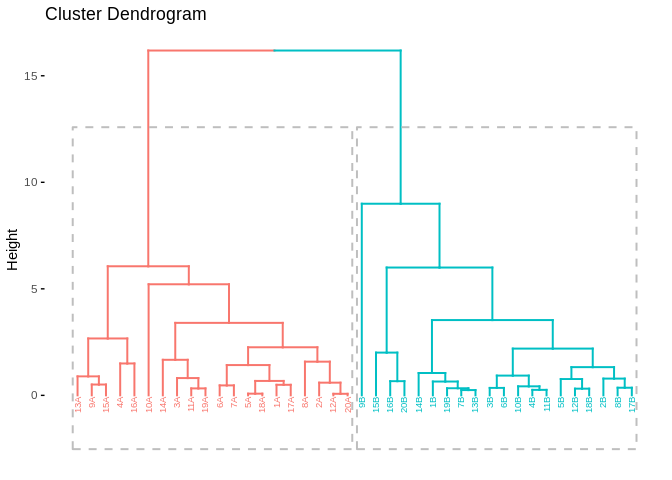 Cluster Dendrogram
Height
15
10
5
0
13A 9A 15A 4A 16A 10A 14A 3A 11A 19A 6A 7A 5A 18A 1A 17A 8A 2A 12A 20A 9B 15B 16B 20B 14B 1B 19B 7B 13B 3B 6B 10B 4B 11B 5B 12B 18B 2B 8B 17B